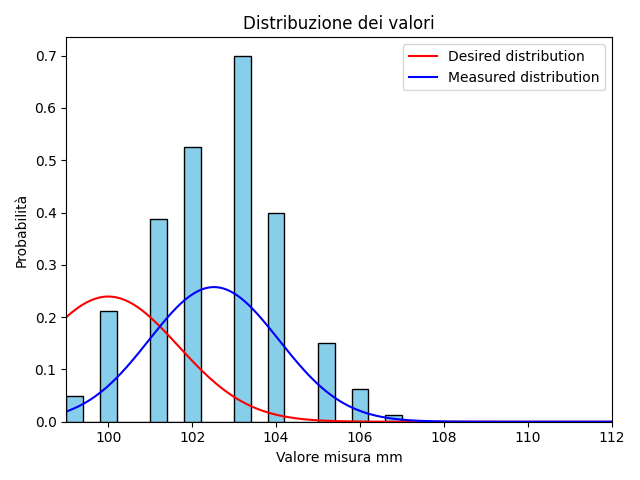 Distribuzione dei valori
Desired distribution
Measured distribution
Probabilità
0.7
0.6
0.5
0.4
0.3
0.2
0.1
0.0
100 102 104 106 108 110 112
Valore misura mm